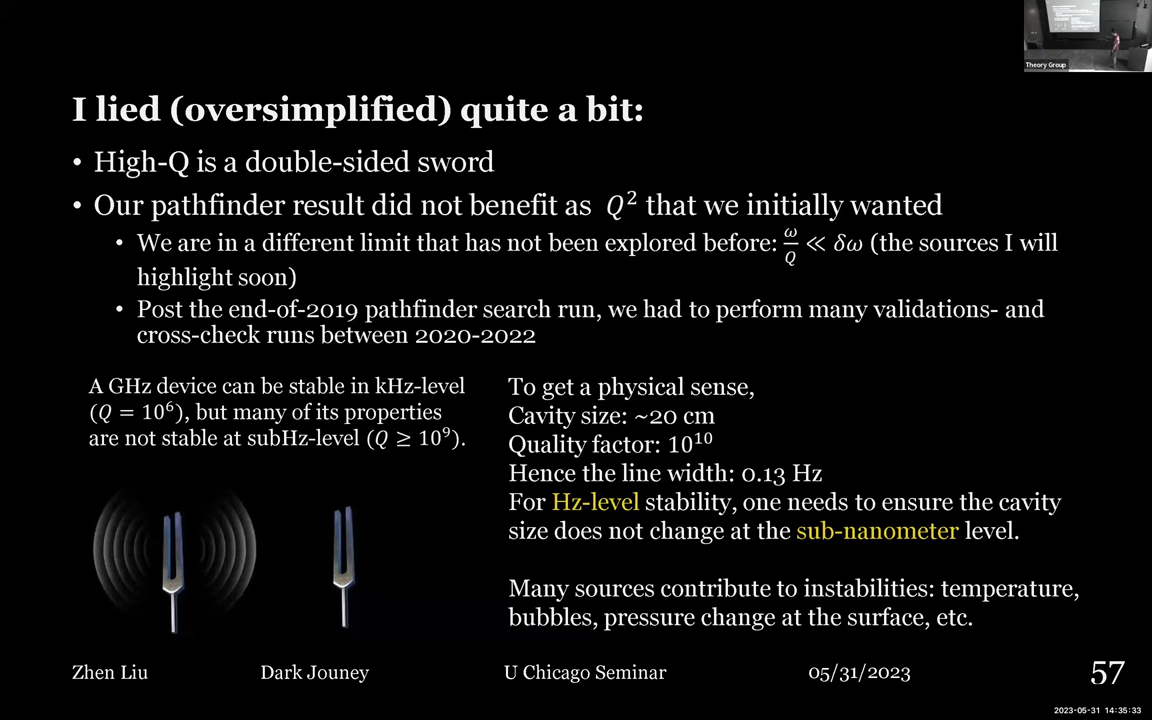 Theory Group
I lied (oversimplified) quite a bit:
• High-Q is a double-sided sword
• Our pathfinder result did not benefit as Q² that we initially wanted
• We are in a different limit that has not been explored before: ω/Q ≪ δω (the sources I will
highlight soon)
• Post the end-of-2019 pathfinder search run, we had to perform many validations- and
cross-check runs between 2020-2022
A GHz device can be stable in kHz-level
(Q = 10⁶), but many of its properties
are not stable at subHz-level (Q ≥ 10⁹).
To get a physical sense,
Cavity size: ~20 cm
Quality factor: 10¹⁰
Hence the line width: 0.13 Hz
For Hz-level stability, one needs to ensure the cavity
size does not change at the sub-nanometer level.
Many sources contribute to instabilities: temperature,
bubbles, pressure change at the surface, etc.
Zhen Liu Dark Jouney U Chicago Seminar 05/31/2023 57
2023-05-31 14:35:33